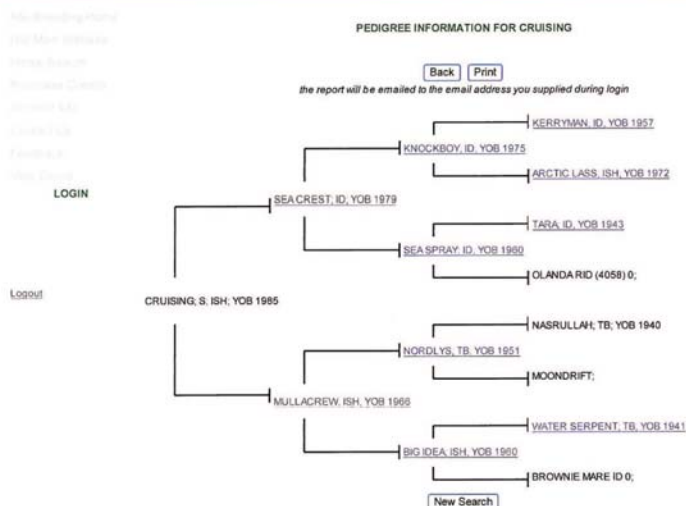 PEDIGREE INFORMATION FOR CRUISING
Back Print
the report will be emailed to the email address you supplied during login
LOGIN
Logout
KERRYMAN, ID, YOB 1957
KNOCKBOY, ID, YOB 1975
ARCTIC LASS, ISH, YOB 1972
SEA CREST; ID; YOB 1979
TARA, ID, YOB 1943
SEA SPRAY; ID, YOB 1960
OLANDA RID (4058) 0;
CRUISING; S; ISH; YOB 1985
NASRULLAH; TB; YOB 1940
NORDLYS, TB, YOB 1951
MOONDRIFT;
MULLACREW, ISH, YOB 1966
WATER SERPENT, TB, YOB 1941
BIG IDEA; ISH, YOB 1960
BROWNIE MARE ID 0;
New Search